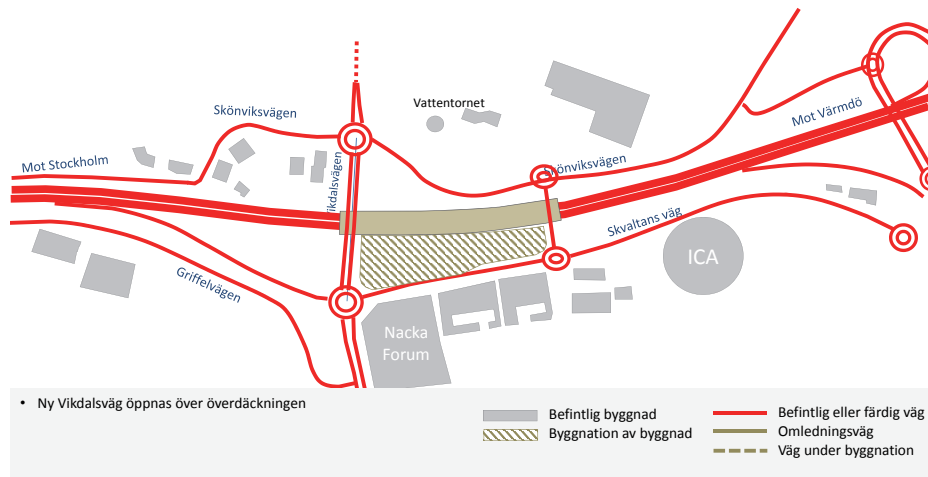 Skönviksvägen
Vattentornet
Mot Värmdö
Mot Stockholm
Vikdalsvägen
Skönviksvägen
Skvaltans väg
ICA
Griffelvägen
Nacka
Forum
• Ny Vikdalsväg öppnas över överdäckningen
Befintlig byggnad
Byggnation av byggnad
Befintlig eller färdig väg
Omledningsväg
Väg under byggnation